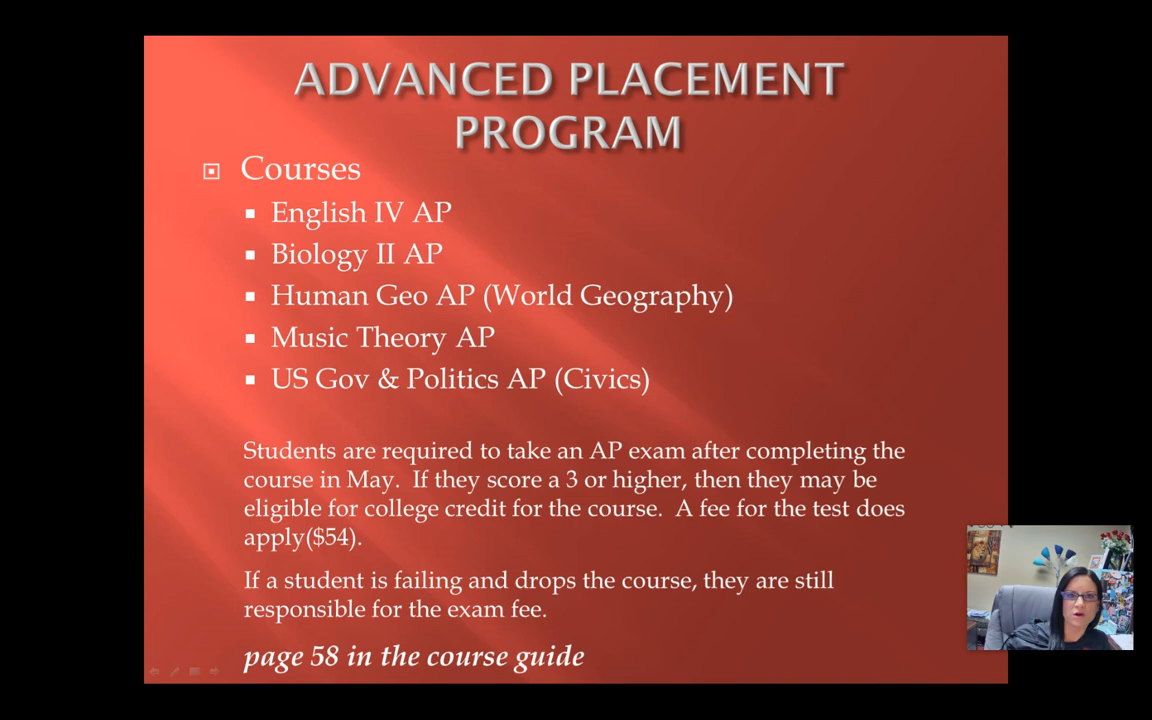 ADVANCED PLACEMENT
PROGRAM
Courses
English IV AP
Biology II AP
Human Geo AP (World Geography)
Music Theory AP
US Gov & Politics AP (Civics)
Students are required to take an AP exam after completing the
course in May. If they score a 3 or higher, then they may be
eligible for college credit for the course. A fee for the test does
apply($54).
If a student is failing and drops the course, they are still
responsible for the exam fee.
page 58 in the course guide